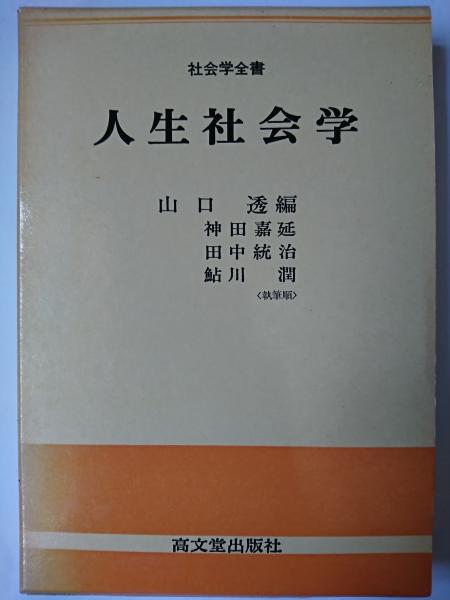 社会学全書
人生社会学
山口 透編
神田嘉延
田中統治
鮎川 潤
〈執筆順〉
高文堂出版社